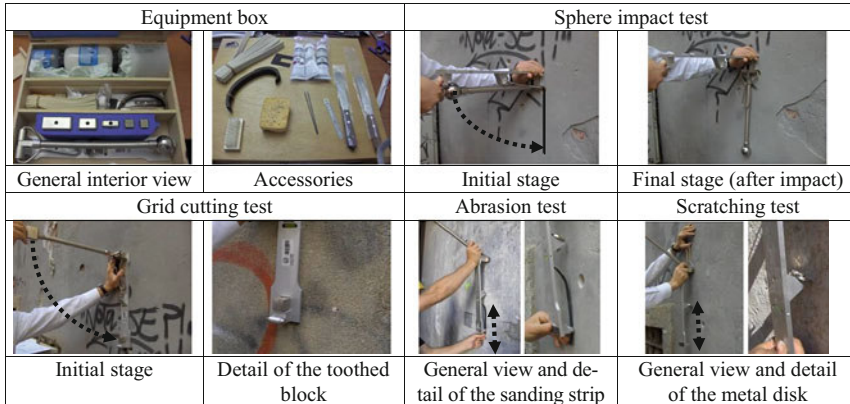 Equipment box
Sphere impact test
General interior view
Accessories
Initial stage
Final stage (after impact)
Grid cutting test
Abrasion test
Scratching test
Initial stage
Detail of the toothed
block
General view and de-
tail of the sanding strip
General view and detail
of the metal disk